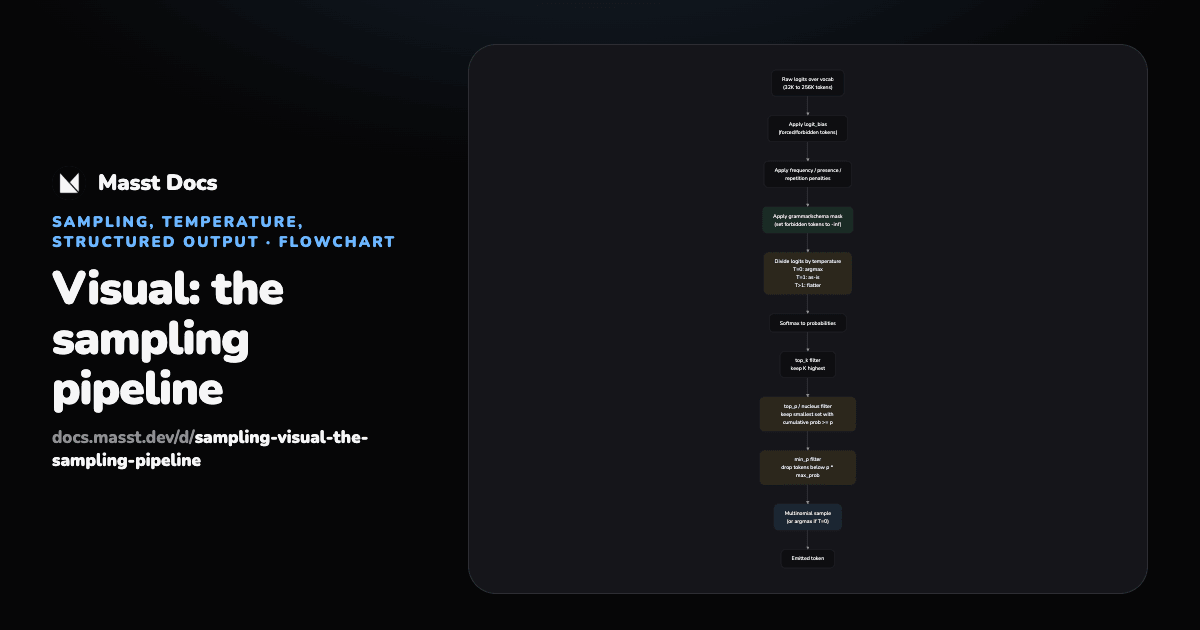 Masst Docs
SAMPLING, TEMPERATURE,
STRUCTURED OUTPUT · FLOWCHART
Visual: the
sampling
pipeline
docs.masst.dev/d/sampling-visual-the-
sampling-pipeline
Raw logits over vocab
(32K to 256K tokens)
Apply logit_bias
(forced/forbidden tokens)
Apply frequency / presence /
repetition penalties
Apply grammar/schema mask
(set forbidden tokens to -inf)
Divide logits by temperature
T=0: argmax
T=1: as-is
T>1: flatter
Softmax to probabilities
top_k filter
keep K highest
top_p / nucleus filter
keep smallest set with
cumulative prob >= p
min_p filter
drop tokens below p *
max_prob
Multinomial sample
(or argmax if T=0)
Emitted token